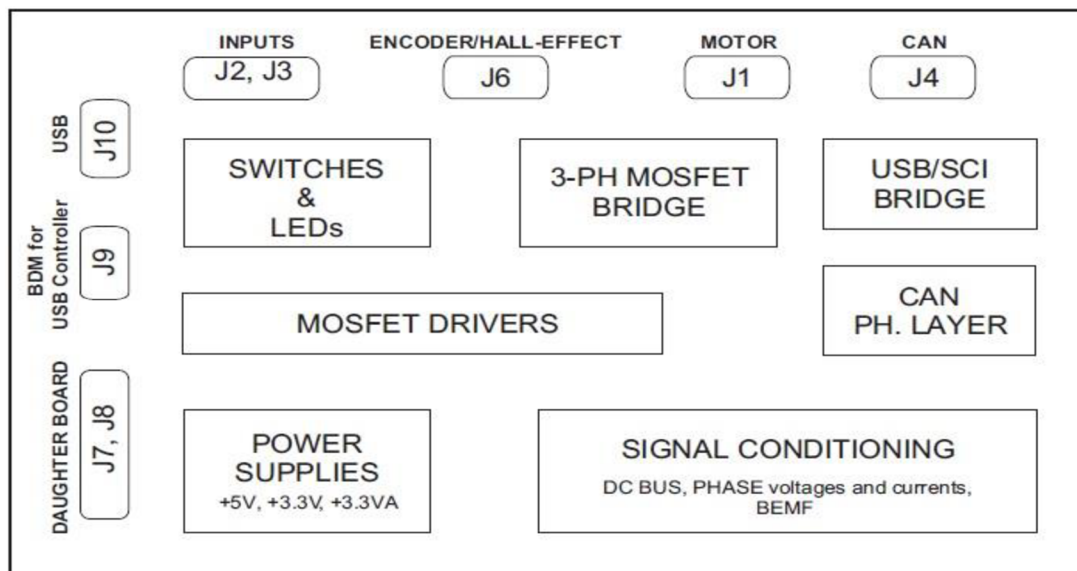 INPUTS
J2, J3
ENCODER/HALL-EFFECT
J6
MOTOR
J1
CAN
J4
USB
J10
BDM for
USB Controller
J9
DAUGHTER BOARD
J7, J8
SWITCHES
&
LEDs
3-PH MOSFET
BRIDGE
USB/SCI
BRIDGE
MOSFET DRIVERS
CAN
PH. LAYER
POWER
SUPPLIES
+5V, +3.3V, +3.3VA
SIGNAL CONDITIONING
DC BUS, PHASE voltages and currents,
BEMF